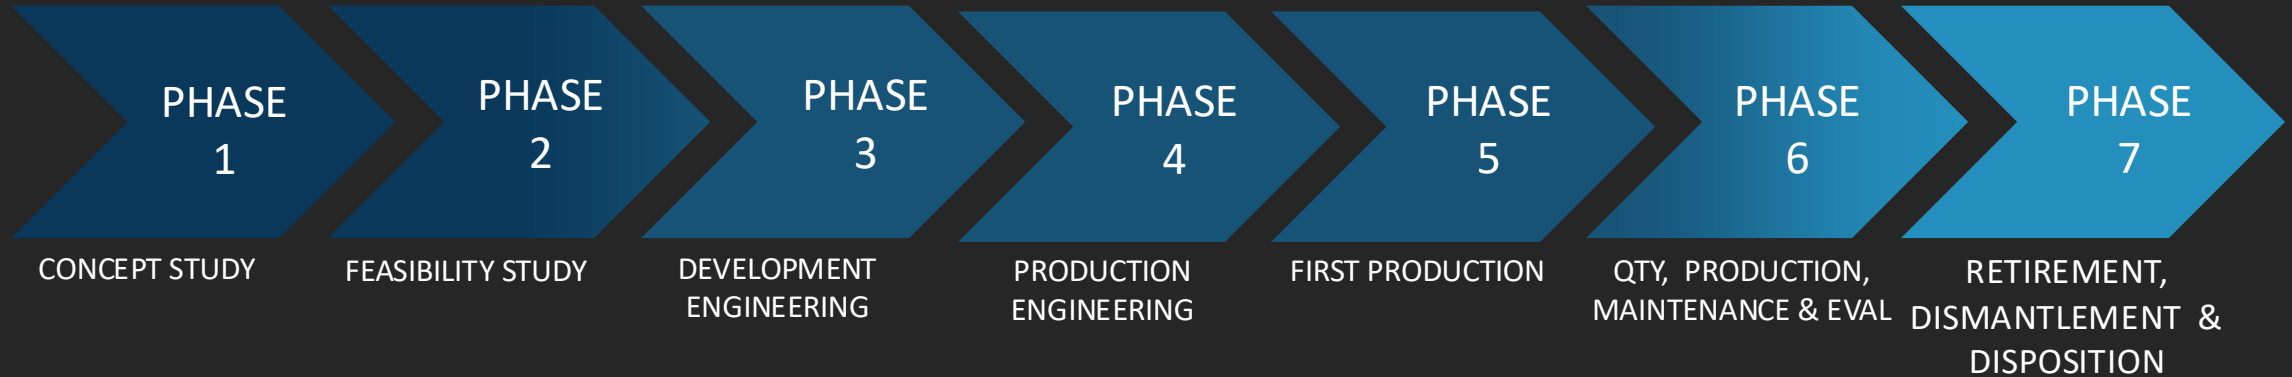 PHASE
1
PHASE
2
PHASE
3
PHASE
4
PHASE
5
PHASE
6
PHASE
7
CONCEPT STUDY
FEASIBILITY STUDY
DEVELOPMENT
ENGINEERING
PRODUCTION
ENGINEERING
FIRST PRODUCTION
QTY, PRODUCTION,
MAINTENANCE & EVAL
RETIREMENT,
DISMANTLEMENT &
DISPOSITION